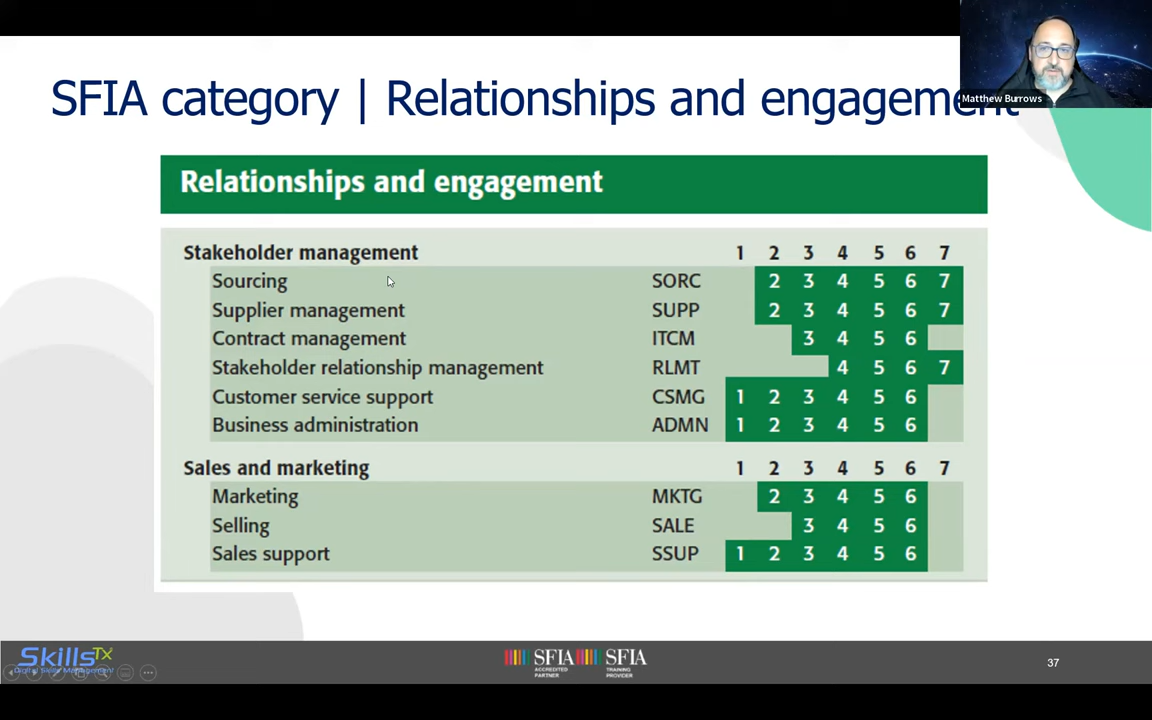 SFIA category | Relationships and engagement
Matthew Burrows
Relationships and engagement
Stakeholder management 1 2 3 4 5 6 7
Sourcing SORC 2 3 4 5 6 7
Supplier management SUPP 2 3 4 5 6 7
Contract management ITCM 3 4 5 6
Stakeholder relationship management RLMT 4 5 6 7
Customer service support CSMG 1 2 3 4 5 6
Business administration ADMN 1 2 3 4 5 6
Sales and marketing 1 2 3 4 5 6 7
Marketing MKTG 2 3 4 5 6
Selling SALE 3 4 5 6
Sales support SSUP 1 2 3 4 5 6
SkillsTX
Digital Skills Management
SFIA ACCREDITED PARTNER
SFIA TRAINING PROVIDER
37